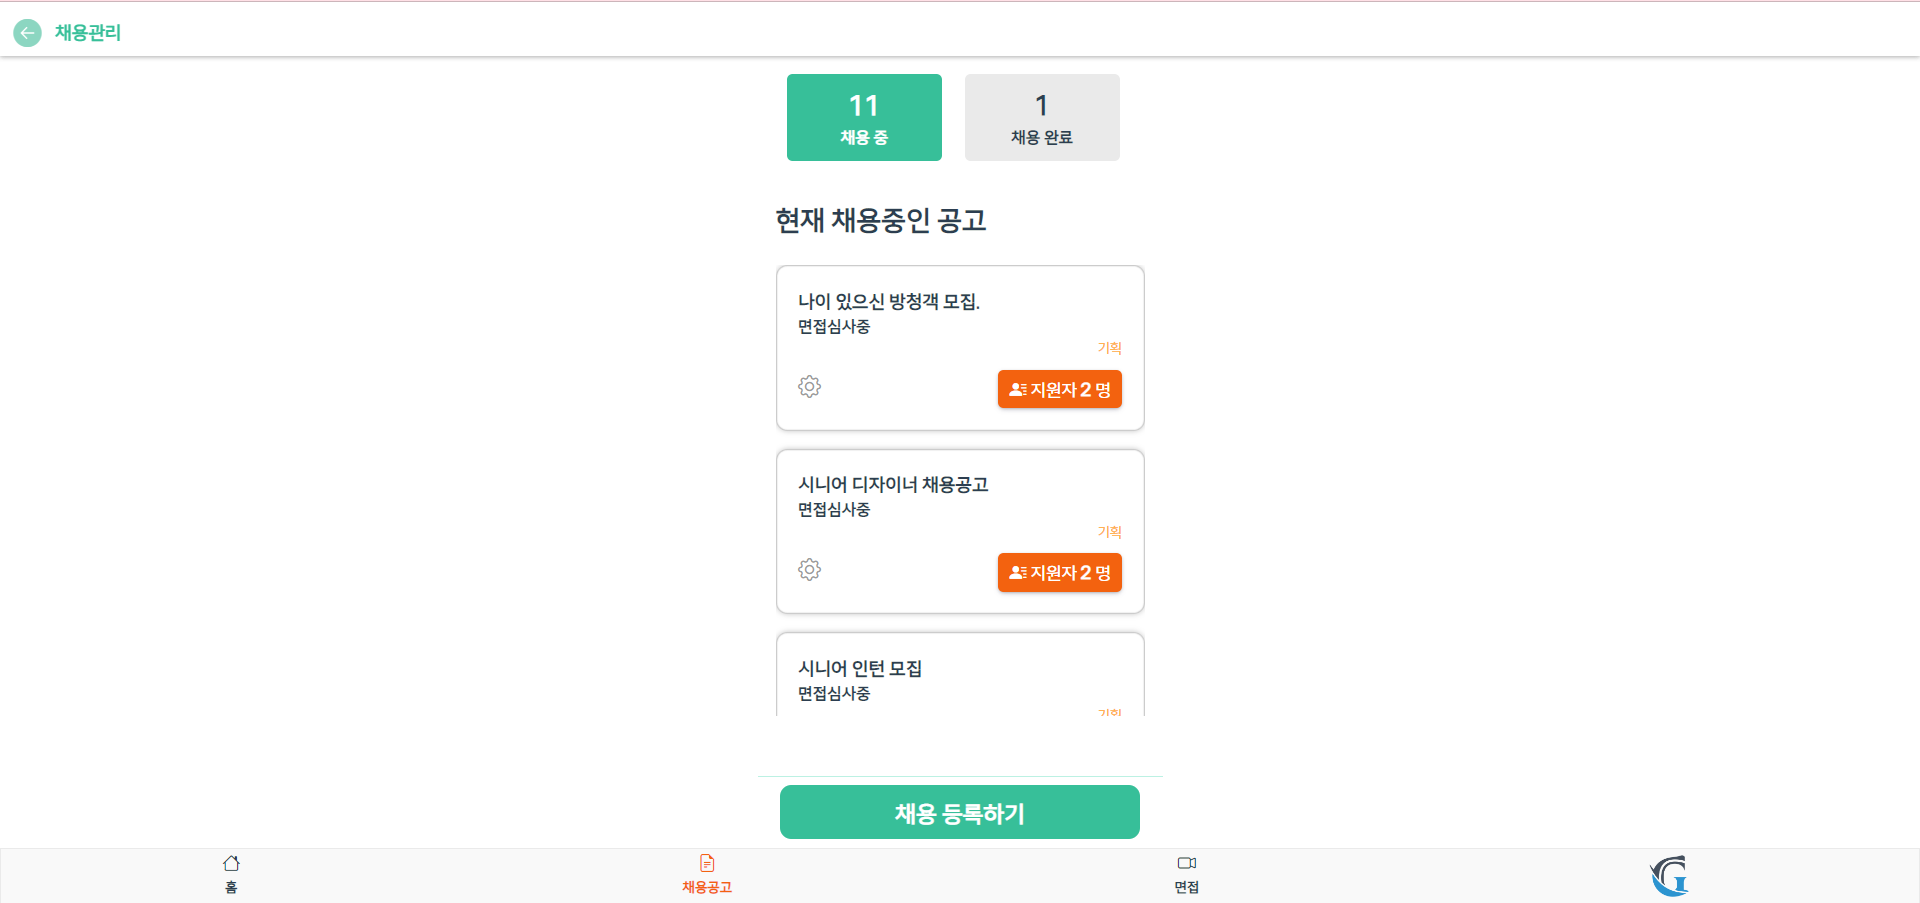 채용관리
11
채용 중
1
채용 완료
현재 채용중인 공고
나이 있으신 방청객 모집.
면접심사중
기획
지원자 2 명
시니어 디자이너 채용공고
면접심사중
기획
지원자 2 명
시니어 인턴 모집
면접심사중
기획
채용 등록하기
홈
채용공고
면접